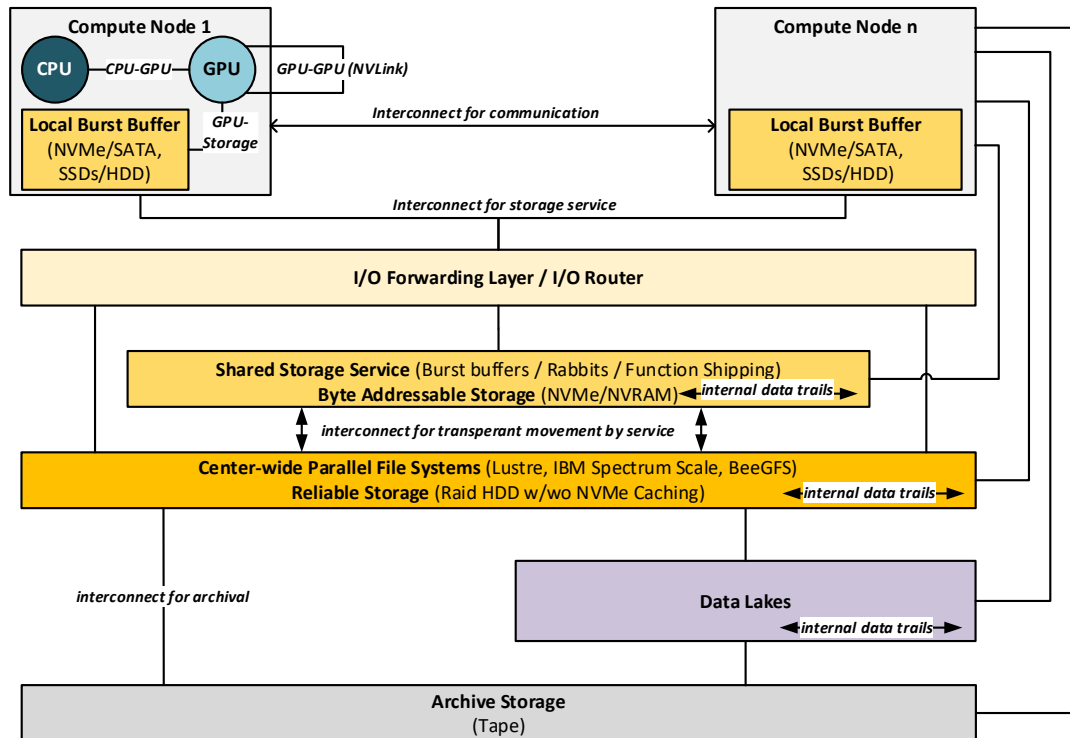 Compute Node 1
CPU
CPU-GPU
GPU
GPU-GPU (NVLink)
GPU-
Storage
Local Burst Buffer
(NVMe/SATA,
SSDs/HDD)
Interconnect for communication
Compute Node n
Local Burst Buffer
(NVMe/SATA,
SSDs/HDD)
Interconnect for storage service
I/O Forwarding Layer / I/O Router
Shared Storage Service (Burst buffers / Rabbits / Function Shipping)
Byte Addressable Storage (NVMe/NVRAM)
internal data trails
interconnect for transperant movement by service
Center-wide Parallel File Systems (Lustre, IBM Spectrum Scale, BeeGFS)
Reliable Storage (Raid HDD w/wo NVMe Caching)
internal data trails
interconnect for archival
Data Lakes
internal data trails
Archive Storage
(Tape)